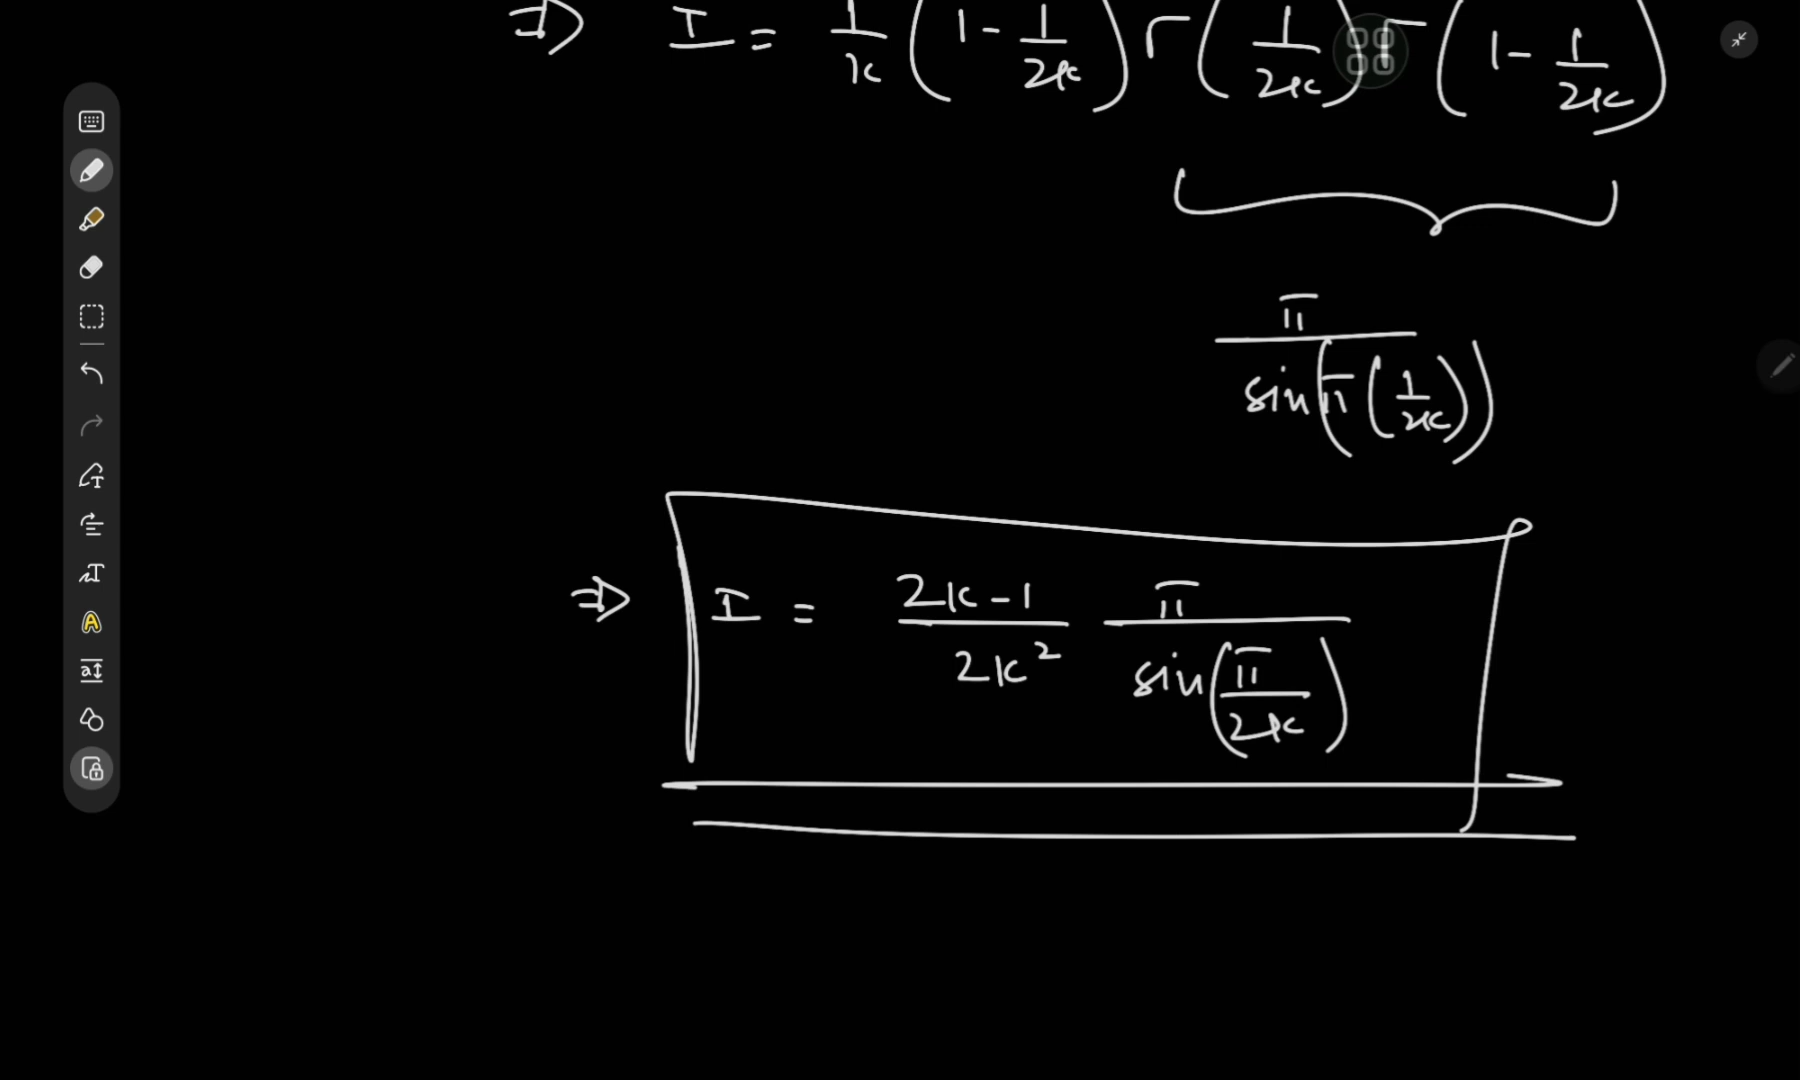 ⇒ I = 1/k (1 - 1/2k) Γ(1/2k) Γ(1 - 1/2k)
π / sin(π(1/2k))
⇒ I = (2k-1)/(2k²) π / sin(π/2k)